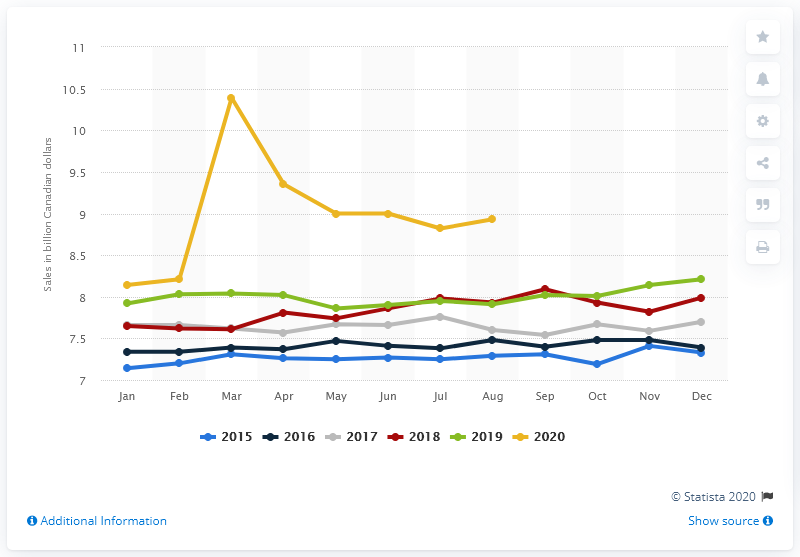 11
10.5
10
9.5
9
8.5
8
7.5
7
Sales in billion Canadian dollars
Jan Feb Mar Apr May Jun Jul Aug Sep Oct Nov Dec
2015 2016 2017 2018 2019 2020
© Statista 2020
Additional Information Show source